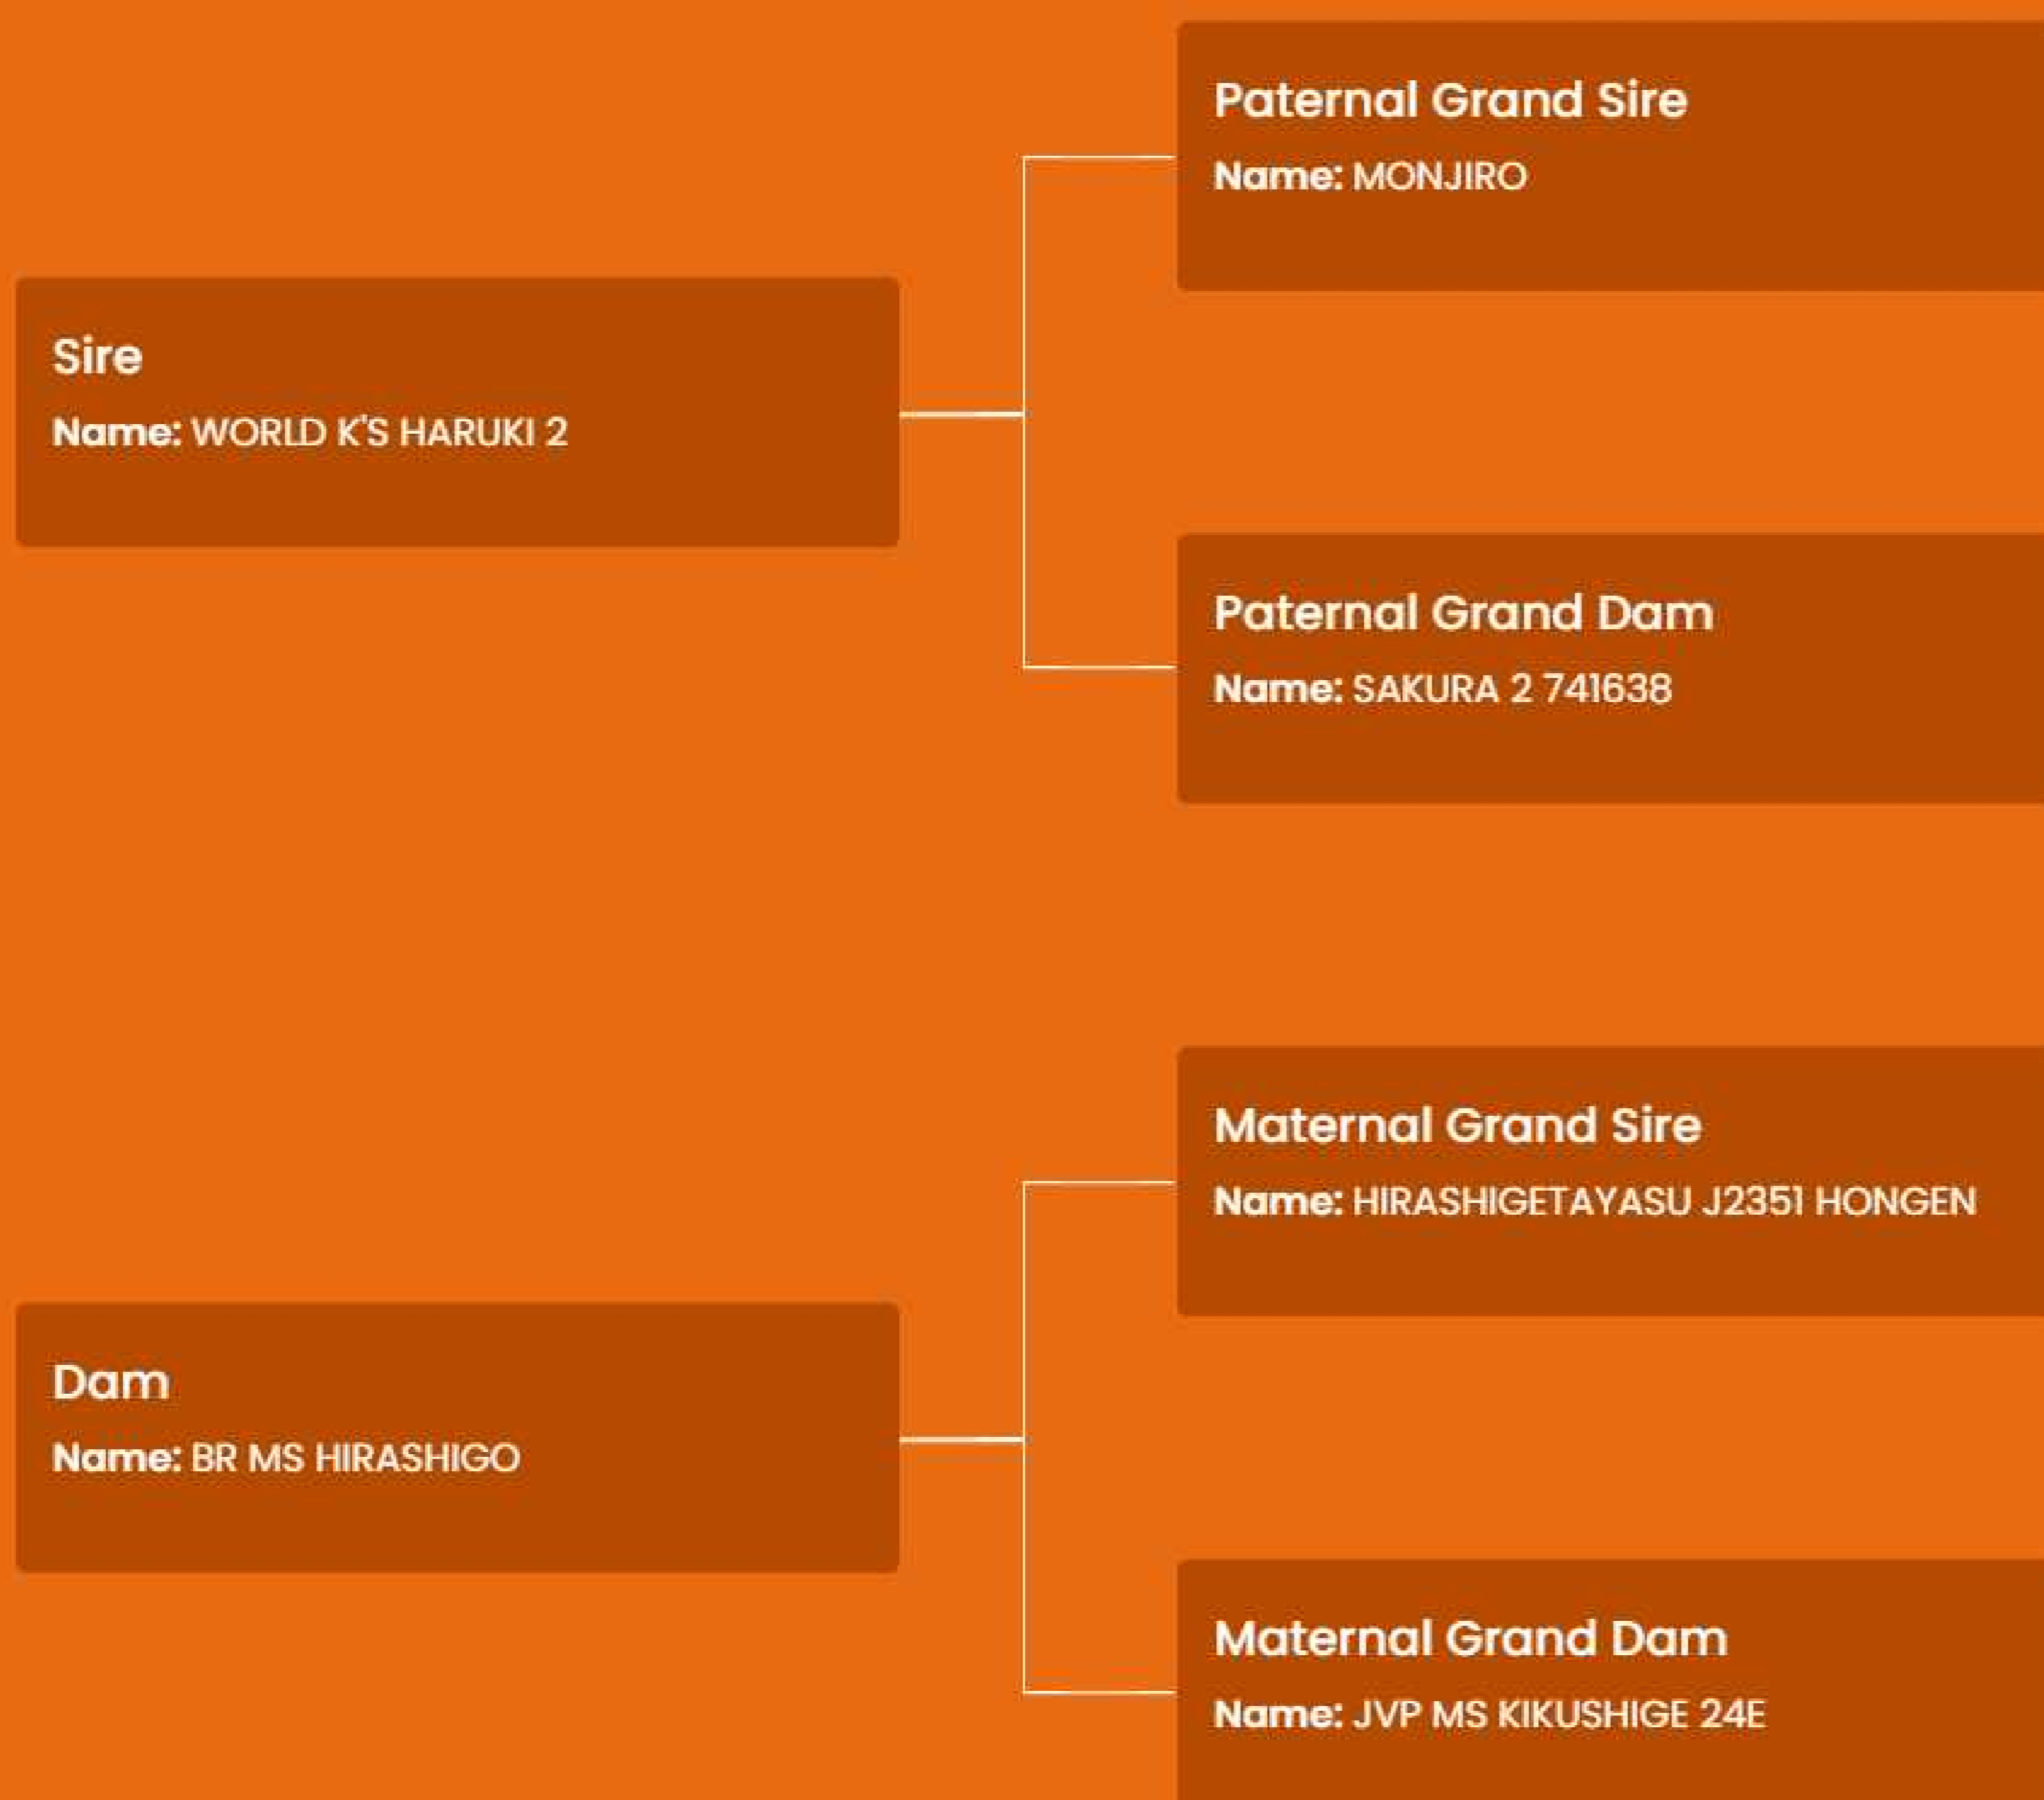 Paternal Grand Sire
Name: MONJIRO
Sire
Name: WORLD K'S HARUKI 2
Paternal Grand Dam
Name: SAKURA 2 741638
Maternal Grand Sire
Name: HIRASHIGETAYASU J2351 HONGEN
Dam
Name: BR MS HIRASHIGO
Maternal Grand Dam
Name: JVP MS KIKUSHIGE 24E